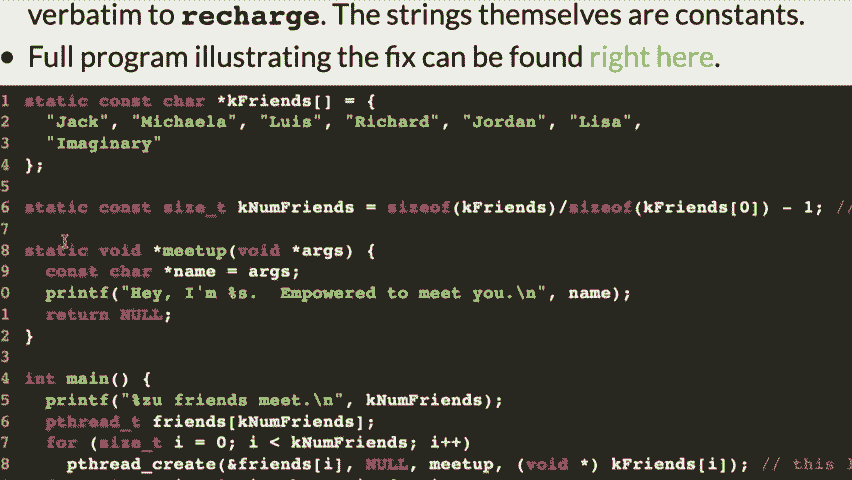 verbatim to recharge. The strings themselves are constants.
• Full program illustrating the fix can be found right here.
1 static const char *kFriends[] = {
2 "Jack", "Michaela", "Luis", "Richard", "Jordan", "Lisa",
3 "Imaginary"
4 };
5
6 static const size_t kNumFriends = sizeof(kFriends)/sizeof(kFriends[0]) - 1; //
7
8 static void *meetup(void *args) {
9 const char *name = args;
0 printf("Hey, I'm %s.  Empowered to meet you.\n", name);
1 return NULL;
2 }
3
4 int main() {
5 printf("%zu friends meet.\n", kNumFriends);
6 pthread_t friends[kNumFriends];
7 for (size_t i = 0; i < kNumFriends; i++)
8 pthread_create(&friends[i], NULL, meetup, (void *) kFriends[i]); // this